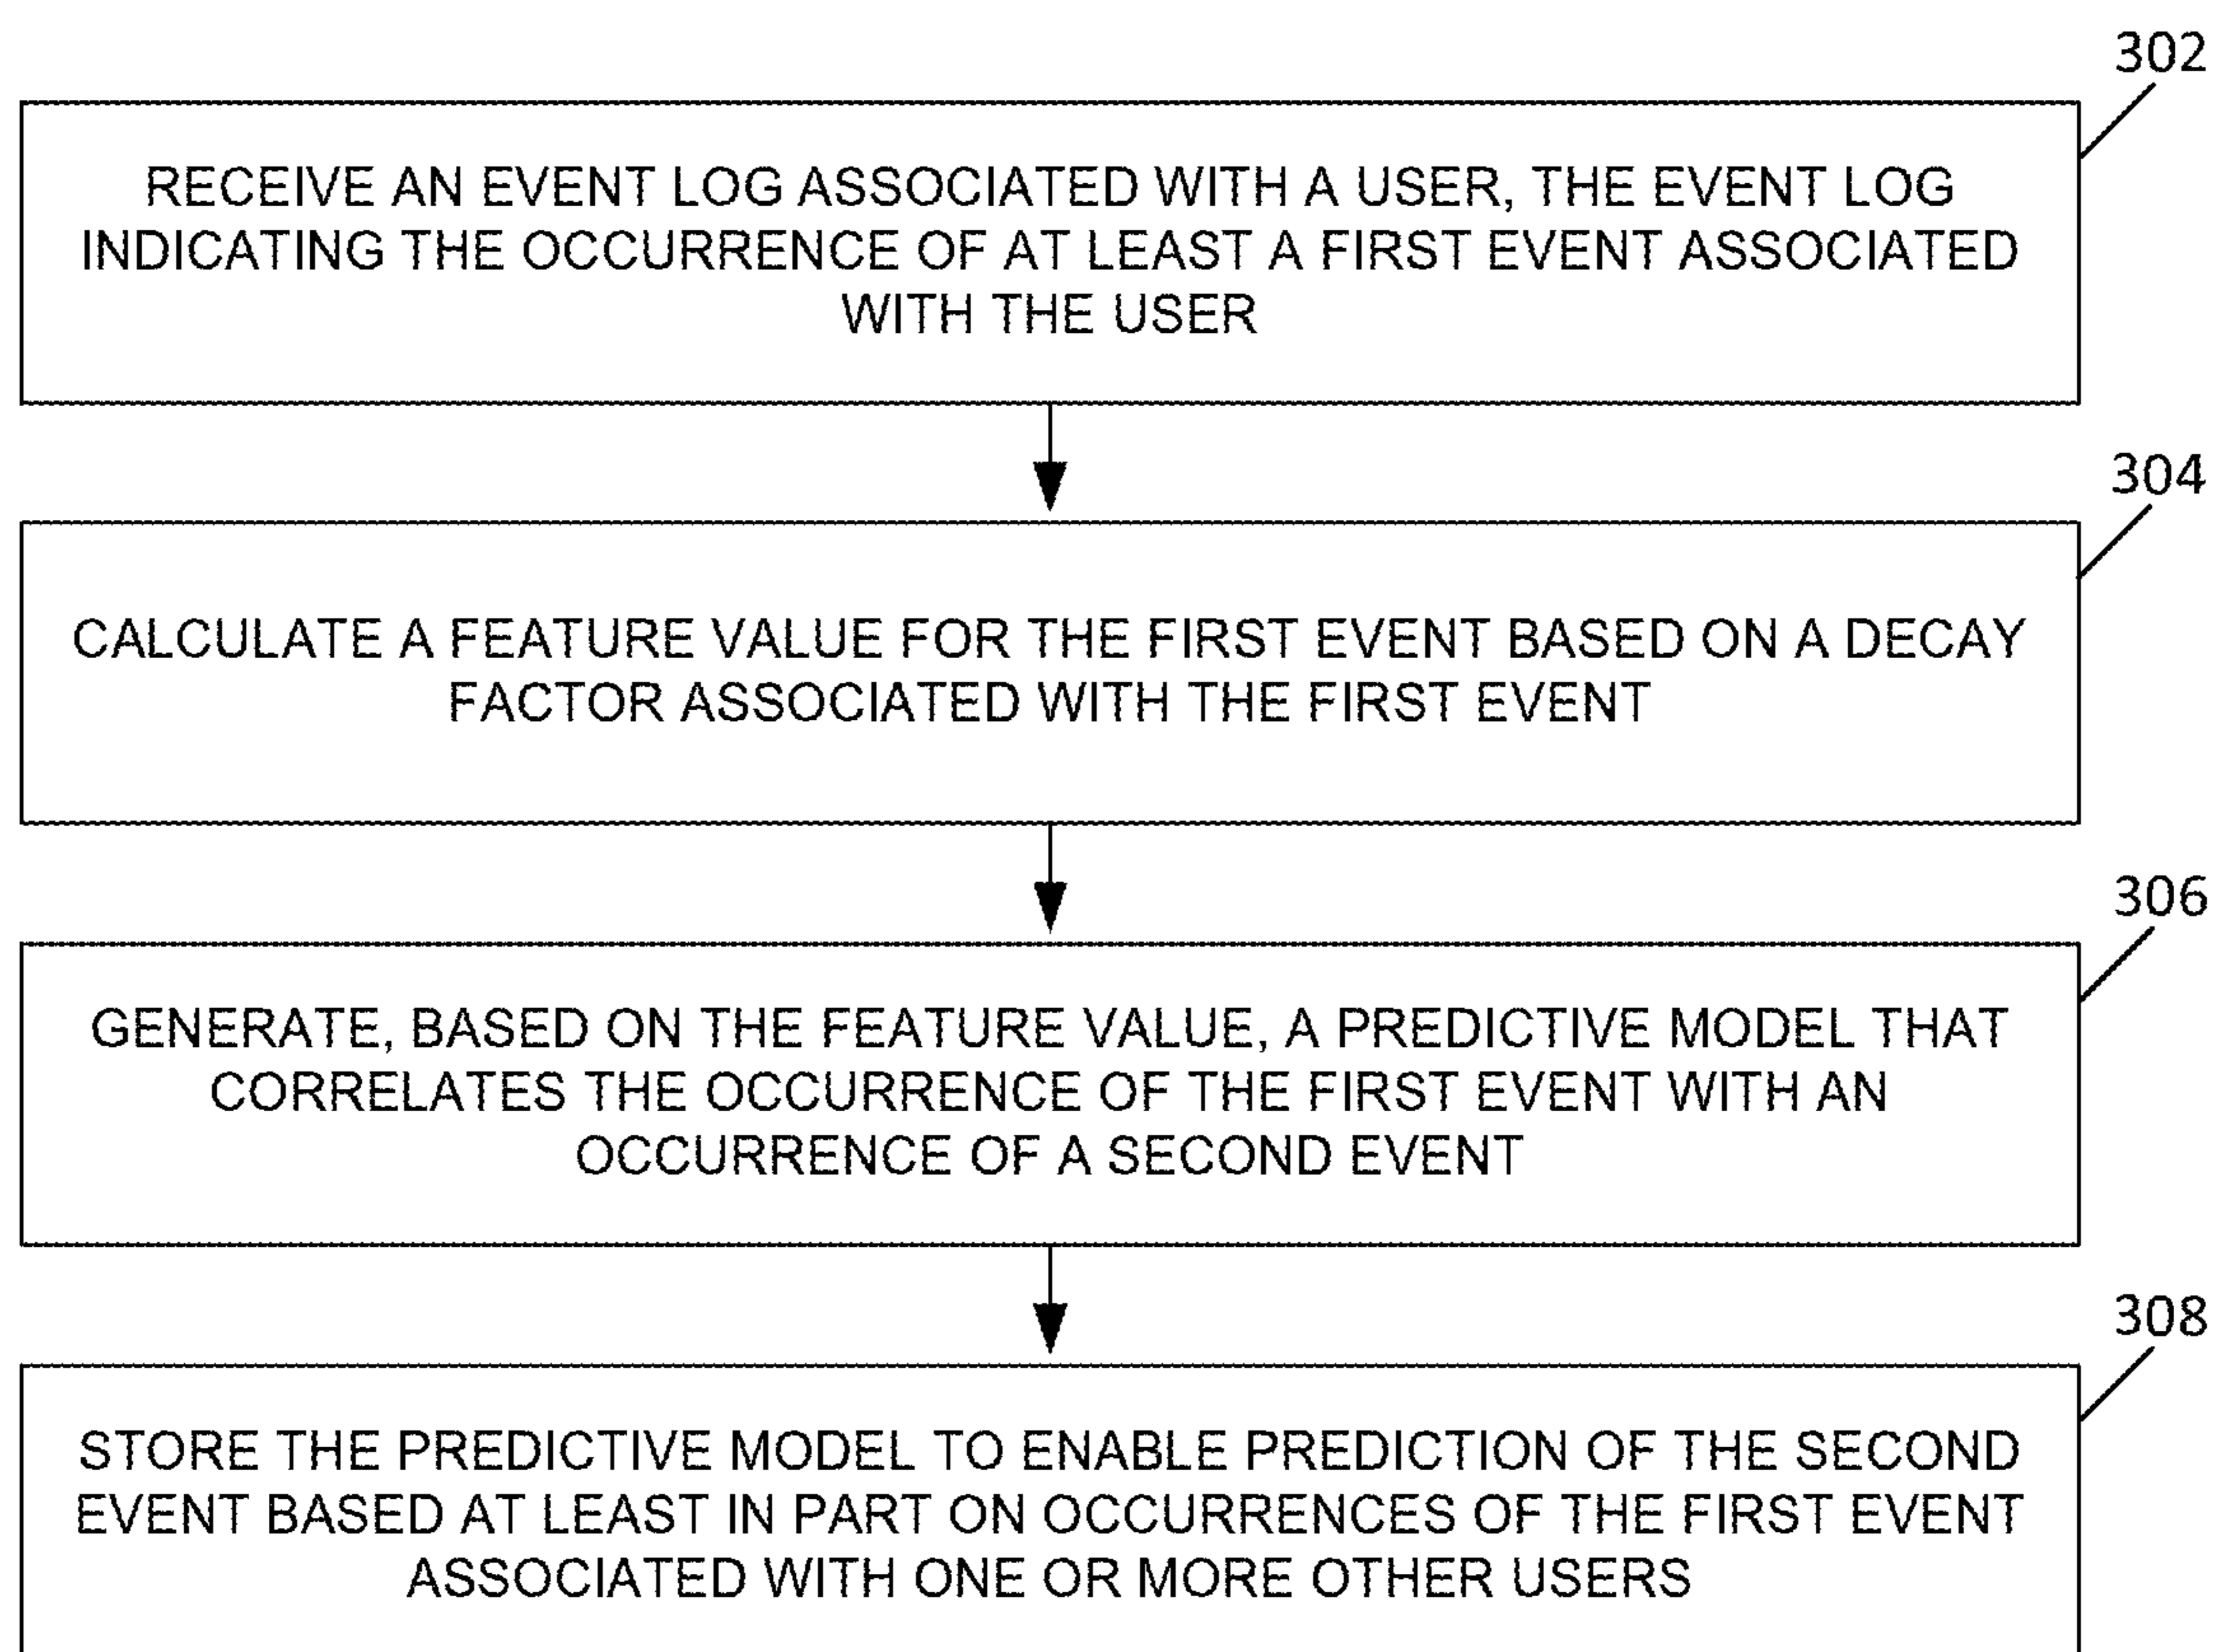 302
RECEIVE AN EVENT LOG ASSOCIATED WITH A USER, THE EVENT LOG
INDICATING THE OCCURRENCE OF AT LEAST A FIRST EVENT ASSOCIATED
WITH THE USER
304
CALCULATE A FEATURE VALUE FOR THE FIRST EVENT BASED ON A DECAY
FACTOR ASSOCIATED WITH THE FIRST EVENT
306
GENERATE, BASED ON THE FEATURE VALUE, A PREDICTIVE MODEL THAT
CORRELATES THE OCCURRENCE OF THE FIRST EVENT WITH AN
OCCURRENCE OF A SECOND EVENT
308
STORE THE PREDICTIVE MODEL TO ENABLE PREDICTION OF THE SECOND
EVENT BASED AT LEAST IN PART ON OCCURRENCES OF THE FIRST EVENT
ASSOCIATED WITH ONE OR MORE OTHER USERS